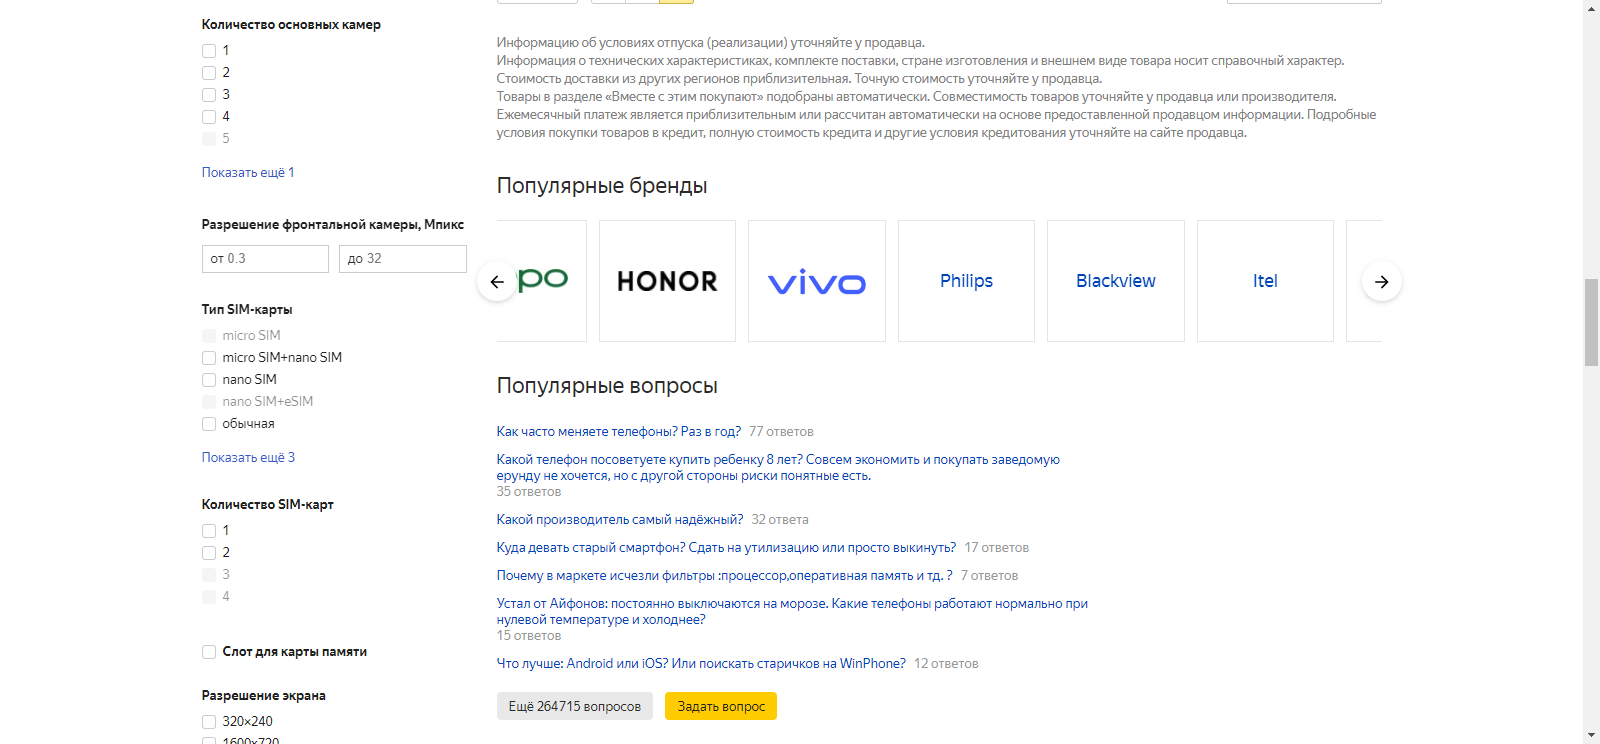 Количество основных камер
1
2
3
4
5
Показать ещё 1
Разрешение фронтальной камеры, Мпикс
от 0.3
до 32
Тип SIM-карты
micro SIM
micro SIM+nano SIM
nano SIM
nano SIM+eSIM
обычная
Показать ещё 3
Количество SIM-карт
1
2
3
4
Слот для карты памяти
Разрешение экрана
320×240
1600x720
Информацию об условиях отпуска (реализации) уточняйте у продавца.
Информация о технических характеристиках, комплекте поставки, стране изготовления и внешнем виде товара носит справочный характер.
Стоимость доставки из других регионов приблизительная. Точную стоимость уточняйте у продавца.
Товары в разделе «Вместе с этим покупают» подобраны автоматически. Совместимость товаров уточняйте у продавца или производителя.
Ежемесячный платеж является приблизительным или рассчитан автоматически на основе предоставленной продавцом информации. Подробные
условия покупки товаров в кредит, полную стоимость кредита и другие условия кредитования уточняйте на сайте продавца.
Популярные бренды
po
HONOR
vivo
Philips
Blackview
Itel
Популярные вопросы
Как часто меняете телефоны? Раз в год? 77 ответов
Какой телефон посоветуете купить ребенку 8 лет? Совсем экономить и покупать заведомую
ерунду не хочется, но с другой стороны риски понятные есть.
35 ответов
Какой производитель самый надёжный? 32 ответа
Куда девать старый смартфон? Сдать на утилизацию или просто выкинуть? 17 ответов
Почему в маркете исчезли фильтры :процессор,оперативная память и тд. ? 7 ответов
Устал от Айфонов: постоянно выключаются на морозе. Какие телефоны работают нормально при
нулевой температуре и холоднее?
15 ответов
Что лучше: Android или iOS? Или поискать старичков на WinPhone? 12 ответов
Ещё 264715 вопросов
Задать вопрос